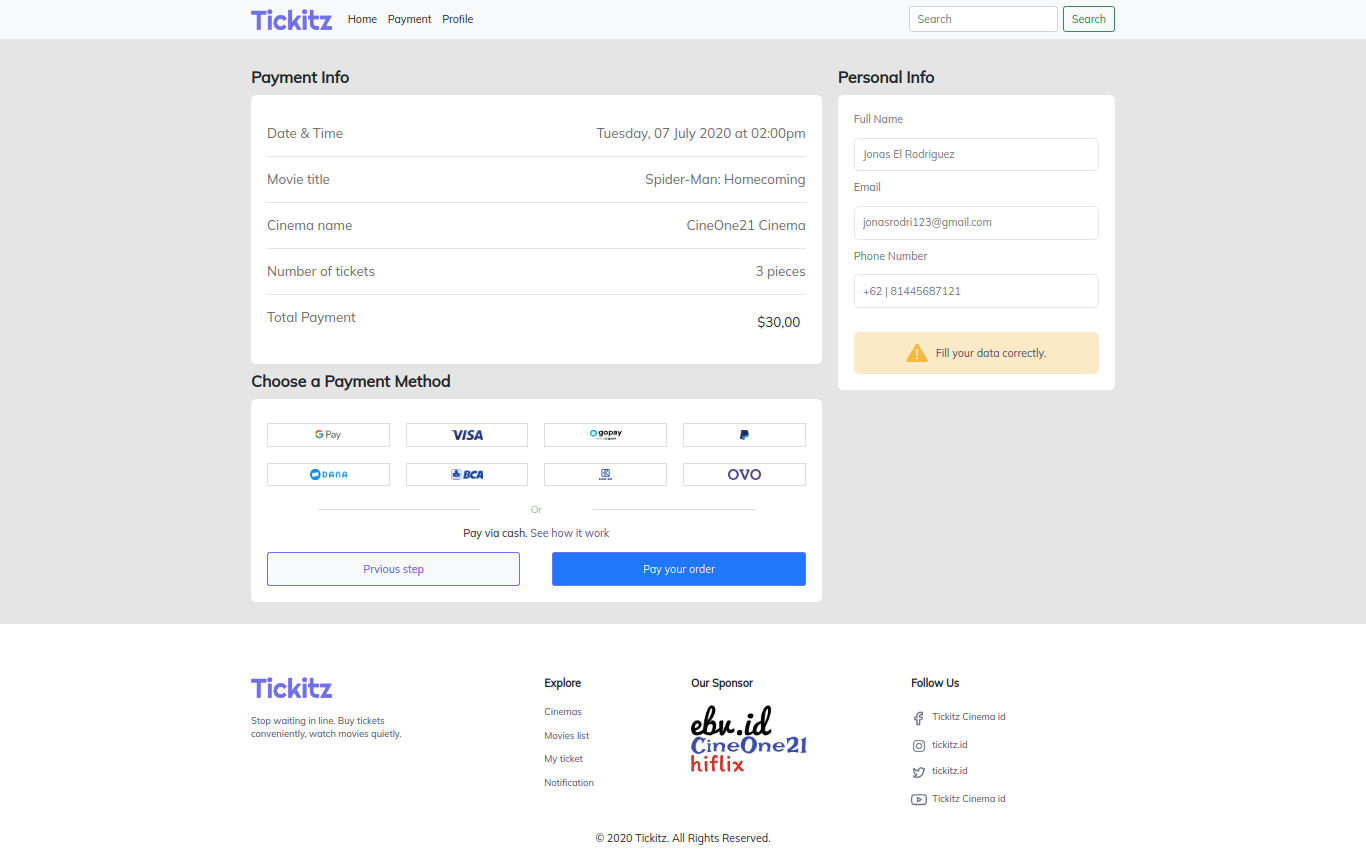 Tickitz Home Payment Profile Search Search
Payment Info
Date & Time Tuesday, 07 July 2020 at 02:00pm
Movie title Spider-Man: Homecoming
Cinema name CineOne21 Cinema
Number of tickets 3 pieces
Total Payment $30,00
Personal Info
Full Name
Jonas El Rodriguez
Email
jonasrodri123@gmail.com
Phone Number
+62 | 81445687121
Fill your data correctly.
Choose a Payment Method
G Pay VISA gopay
DANA BCA OVO
Or
Pay via cash. See how it work
Prvious step Pay your order
Tickitz
Stop waiting in line. Buy tickets
conveniently, watch movies quietly.
Explore
Cinemas
Movies list
My ticket
Notification
Our Sponsor
ebv.id
CineOne21
hiflix
Follow Us
Tickitz Cinema id
tickitz.id
tickitz.id
Tickitz Cinema id
© 2020 Tickitz. All Rights Reserved.